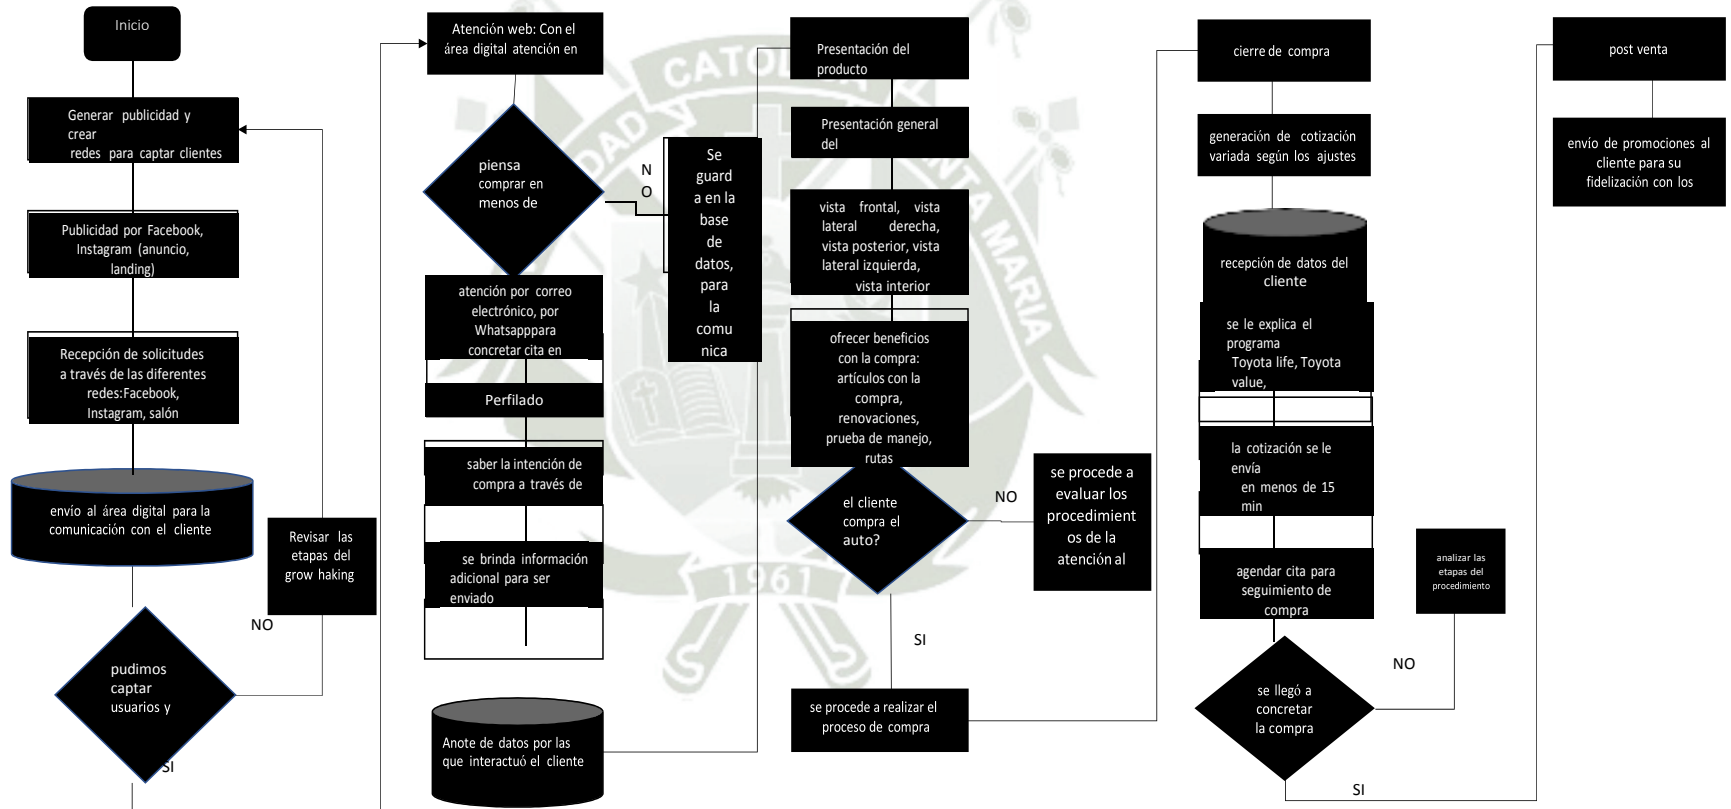 Inicio
Generar publicidad y
crear
redes para captar clientes
Publicidad por Facebook,
Instagram (anuncio,
landing)
Recepción de solicitudes
a través de las diferentes
redes:Facebook,
Instagram, salón
envío al área digital para la
comunicación con el cliente
Revisar las
etapas del
grow haking
NO
pudimos
captar
usuarios y
SI
Atención web: Con el
área digital atención en
piensa
comprar en
menos de
N
O
Se
guard
a en la
base
de
datos,
para
la
comu
nica
atención por correo
electrónico, por
Whatsapppara
concretar cita en
Perfilado
saber la intención de
compra a través de
se brinda información
adicional para ser
enviado
Anote de datos por las
que interactuó el cliente
Presentación del
producto
Presentación general
del
vista frontal, vista
lateral derecha,
vista posterior, vista
lateral izquierda,
vista interior
ofrecer beneficios
con la compra:
artículos con la
compra,
renovaciones,
prueba de manejo,
rutas
el cliente
compra el
auto?
NO
se procede a
evaluar los
procedimient
os de la
atención al
SI
se procede a realizar el
proceso de compra
cierre de compra
generación de cotización
variada según los ajustes
recepción de datos del
cliente
se le explica el
programa
Toyota life, Toyota
value,
la cotización se le
envía
en menos de 15
min
agendar cita para
seguimiento de
compra
se llegó a
concretar
la compra
NO
analizar las
etapas del
procedimiento
SI
post venta
envío de promociones al
cliente para su
fidelización con los
1961